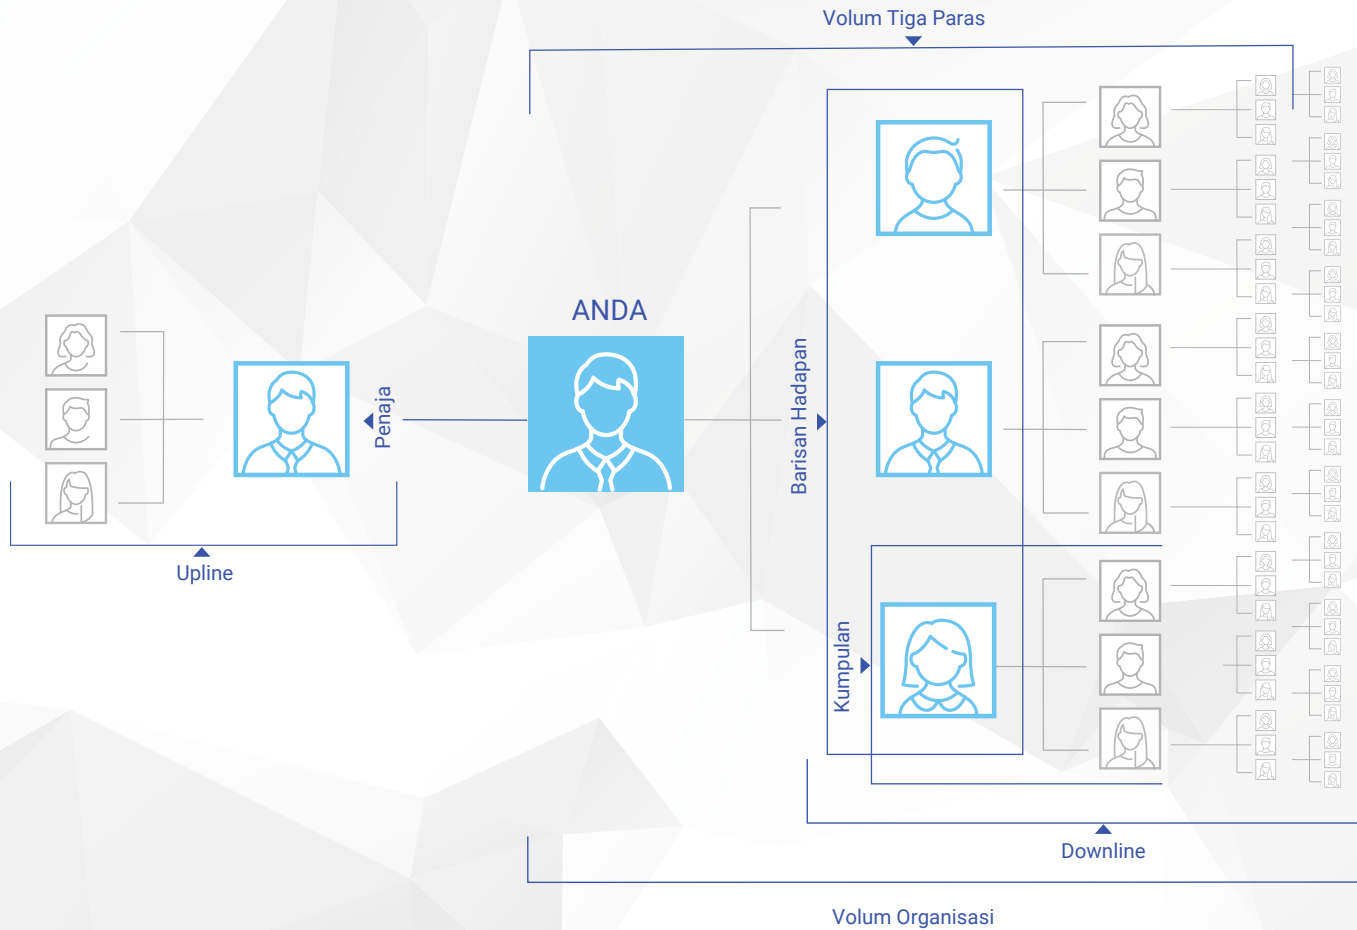 Volum Tiga Paras
ANDA
Penaja
Barisan Hadapan
Upline
Kumpulan
Downline
Volum Organisasi